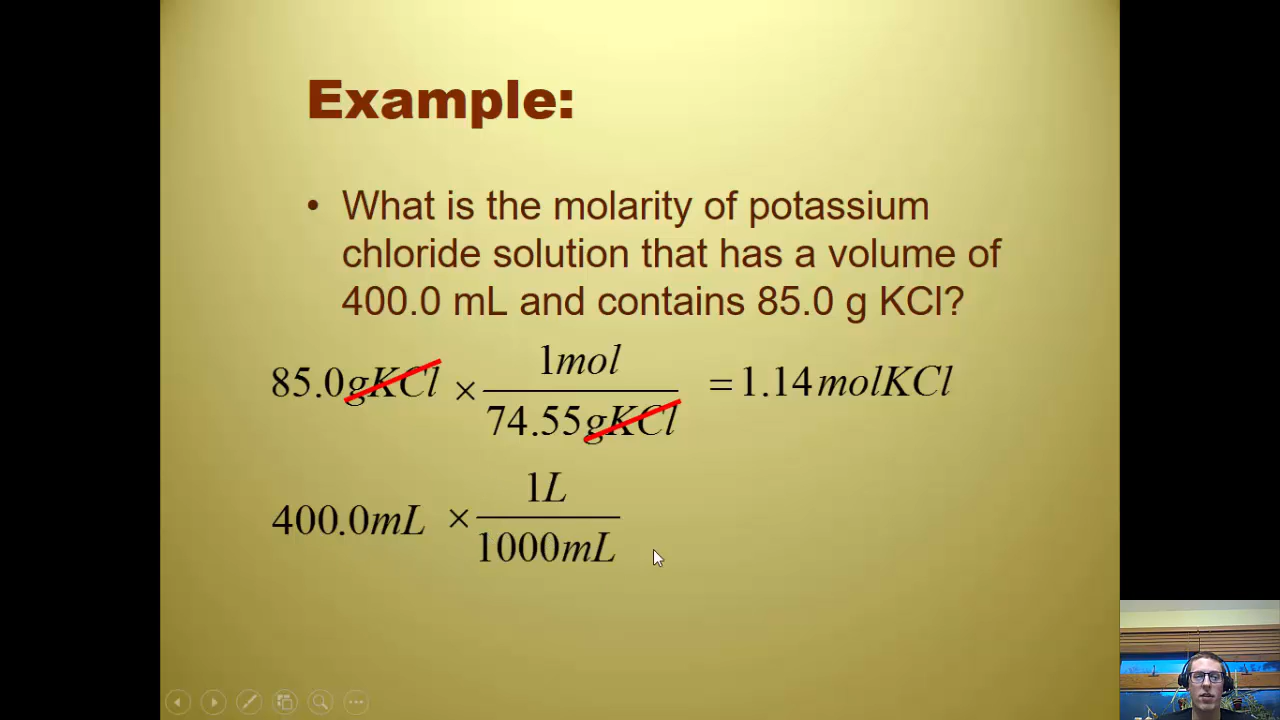 Example:
• What is the molarity of potassium
chloride solution that has a volume of
400.0 mL and contains 85.0 g KCl?
85.0gKCl × 1mol/74.55gKCl = 1.14molKCl
400.0mL × 1L/1000mL